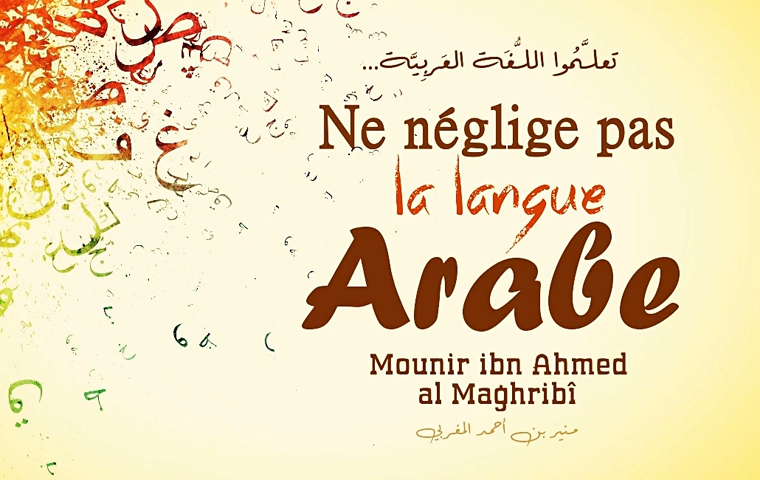 تعلَّمُوا اللُّغَة العَرِبيَّة...
Ne néglige pas
la langue
Arabe
Mounir ibn Ahmed
al Maghribî
منير بن أحمد المغربي